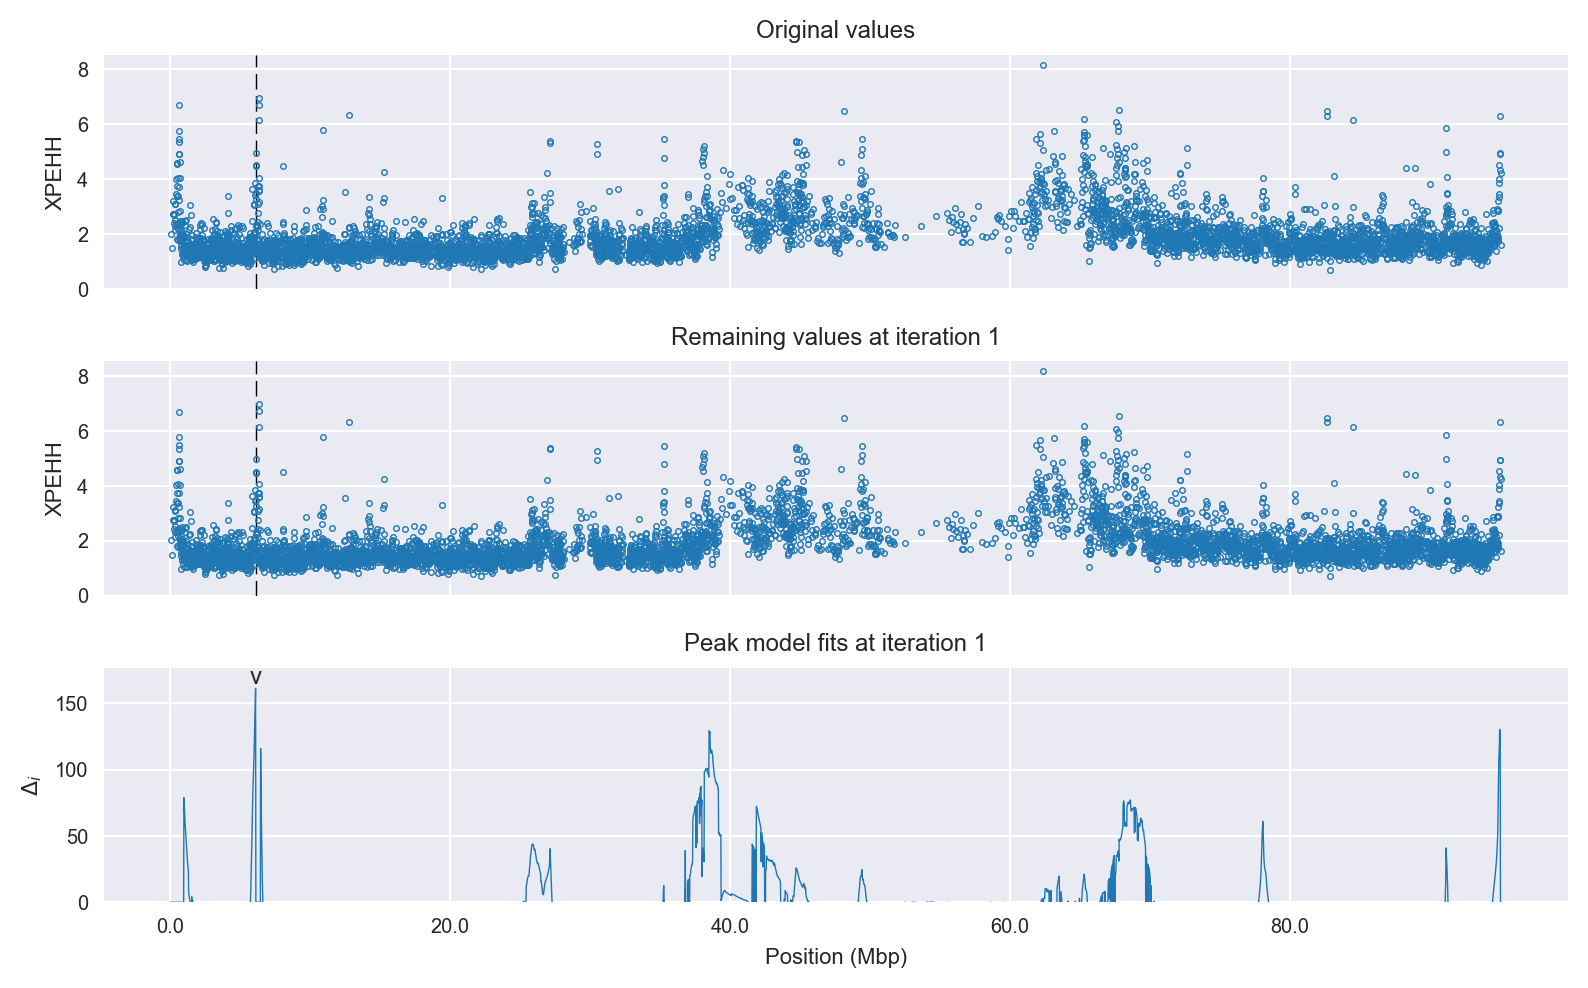 Original values
8
6
4
2
0
XPEHH
Remaining values at iteration 1
8
6
4
2
0
XPEHH
Peak model fits at iteration 1
v
150
100
50
0
Δi
0.0 20.0 40.0 60.0 80.0
Position (Mbp)